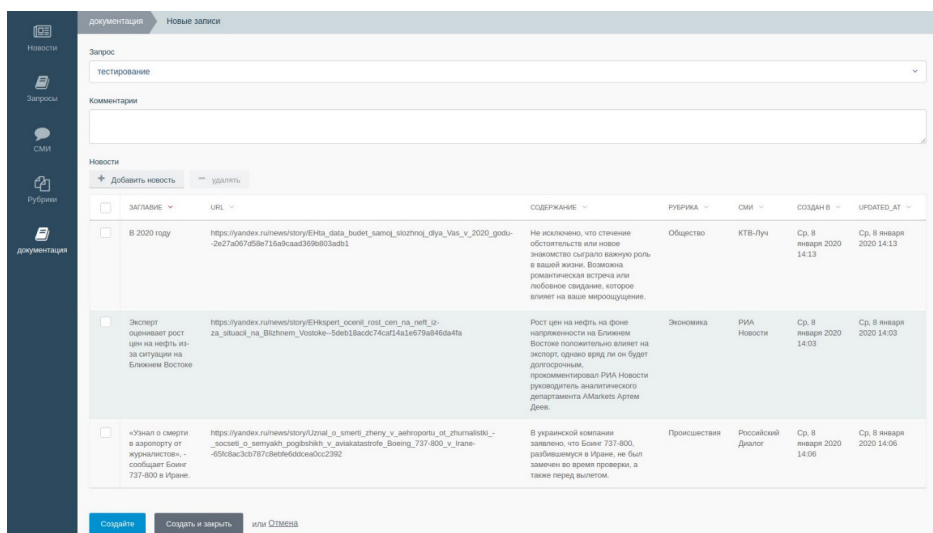 документация Новые записи
Новости
Запросы
СМИ
Рубрики
документация
Запрос
тестирование
Комментарии
Новости
+ Добавить новость − удалять
ЗАГЛАВИЕ URL СОДЕРЖАНИЕ РУБРИКА СМИ СОЗДАН В UPDATED_AT
В 2020 году
https://yandex.ru/news/story/EHta_data_budet_samoj_slozhnoj_dlya_Vas_v_2020_godu-
-2e27a067d58e716a9caad369b803adb1
Не исключено, что стечение
обстоятельств или новое
знакомство сыграло важную роль
в вашей жизни. Возможна
романтическая встреча или
любовное свидание, которое
влияет на ваше мироощущение.
Общество
КТВ-Луч
Ср, 8
января 2020
14:13
Ср, 8 января
2020 14:13
Эксперт
оценивает рост
цен на нефть из-
за ситуации на
Ближнем Востоке
https://yandex.ru/news/story/EHkspert_ocenil_rost_cen_na_neft_iz-
za_situacii_na_Blizhnem_Vostoke--5deb18acdc74caf14a1e679a846da4fa
Рост цен на нефть на фоне
напряженности на Ближнем
Востоке положительно влияет на
экспорт, однако вряд ли он будет
долгосрочным,
прокомментировал РИА Новости
руководитель аналитического
департамента AMarkets Артем
Деев.
Экономика
РИА
Новости
Ср, 8
января 2020
14:03
Ср, 8 января
2020 14:03
«Узнал о смерти
в аэропорту от
журналистов», -
сообщает Боинг
737-800 в Иране.
https://yandex.ru/news/story/Uznal_o_smerti_zheny_v_aehroportu_ot_zhurnalistki_-
_socseti_o_semyakh_pogibshikh_v_aviakatastrofe_Boeing_737-800_v_Irane-
-65fc8ac3cb787c8ebfe6ddcea0cc2392
В украинской компании
заявлено, что Боинг 737-800,
разбившемуся в Иране, не был
замечен во время проверки, а
также перед вылетом.
Происшествия
Российский
Диалог
Ср, 8
января 2020
14:06
Ср, 8 января
2020 14:06
Создайте Создать и закрыть или Отмена